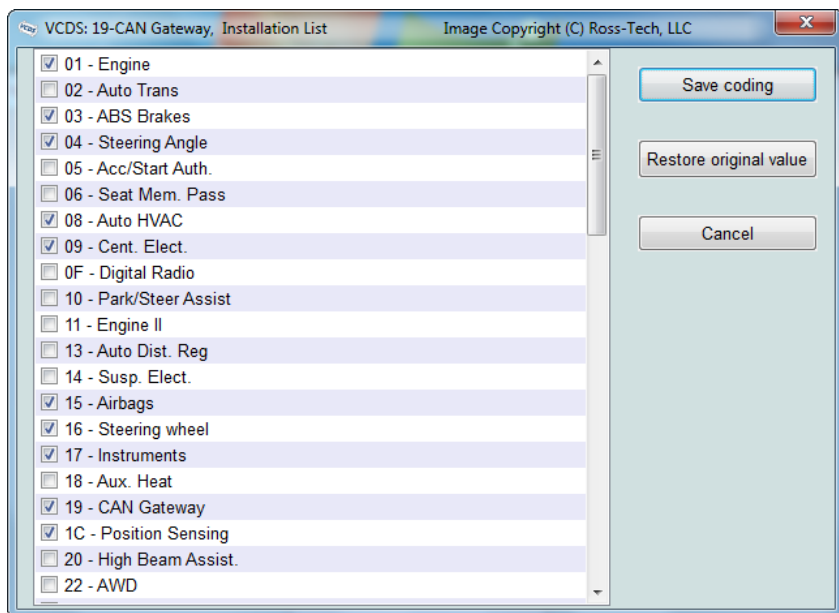 VCDS: 19-CAN Gateway, Installation List Image Copyright (C) Ross-Tech, LLC
01 - Engine
02 - Auto Trans
03 - ABS Brakes
04 - Steering Angle
05 - Acc/Start Auth.
06 - Seat Mem. Pass
08 - Auto HVAC
09 - Cent. Elect.
0F - Digital Radio
10 - Park/Steer Assist
11 - Engine II
13 - Auto Dist. Reg
14 - Susp. Elect.
15 - Airbags
16 - Steering wheel
17 - Instruments
18 - Aux. Heat
19 - CAN Gateway
1C - Position Sensing
20 - High Beam Assist.
22 - AWD
Save coding
Restore original value
Cancel